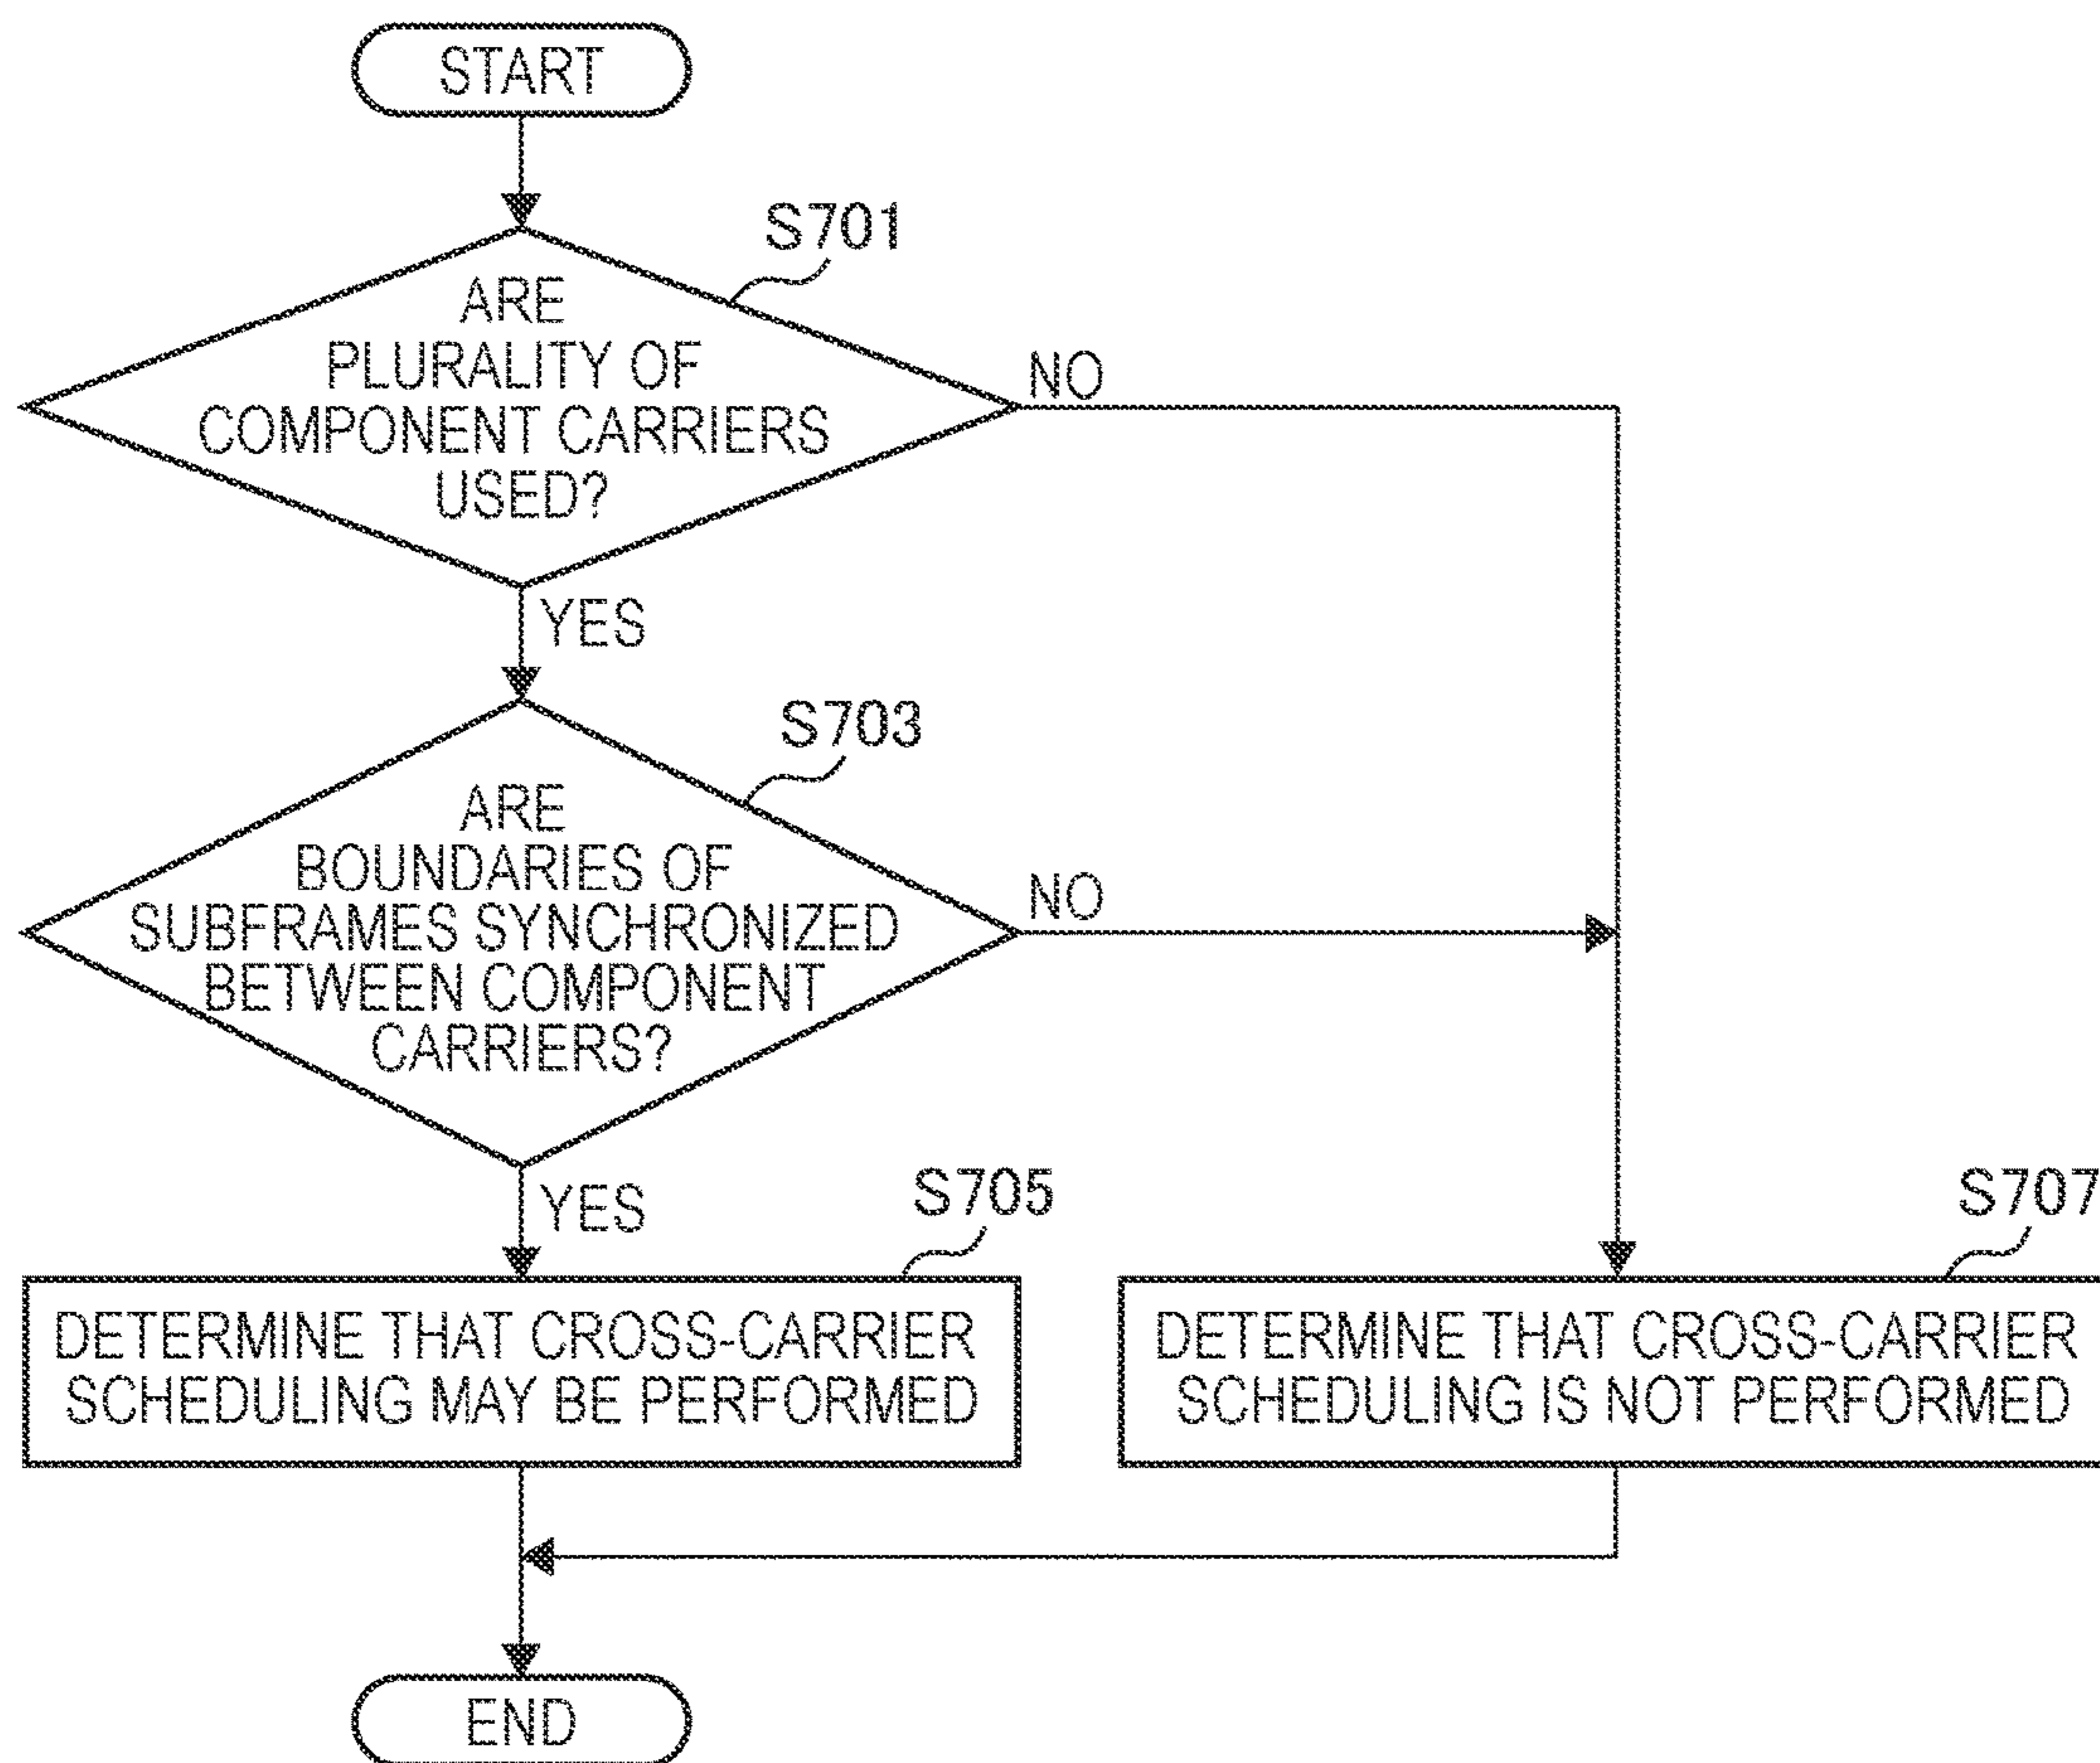 START
S701
ARE
PLURALITY OF
COMPONENT CARRIERS
USED?
NO
YES
S703
ARE
BOUNDARIES OF
SUBFRAMES SYNCHRONIZED
BETWEEN COMPONENT
CARRIERS?
NO
YES
S705
DETERMINE THAT CROSS-CARRIER
SCHEDULING MAY BE PERFORMED
S707
DETERMINE THAT CROSS-CARRIER
SCHEDULING IS NOT PERFORMED
END